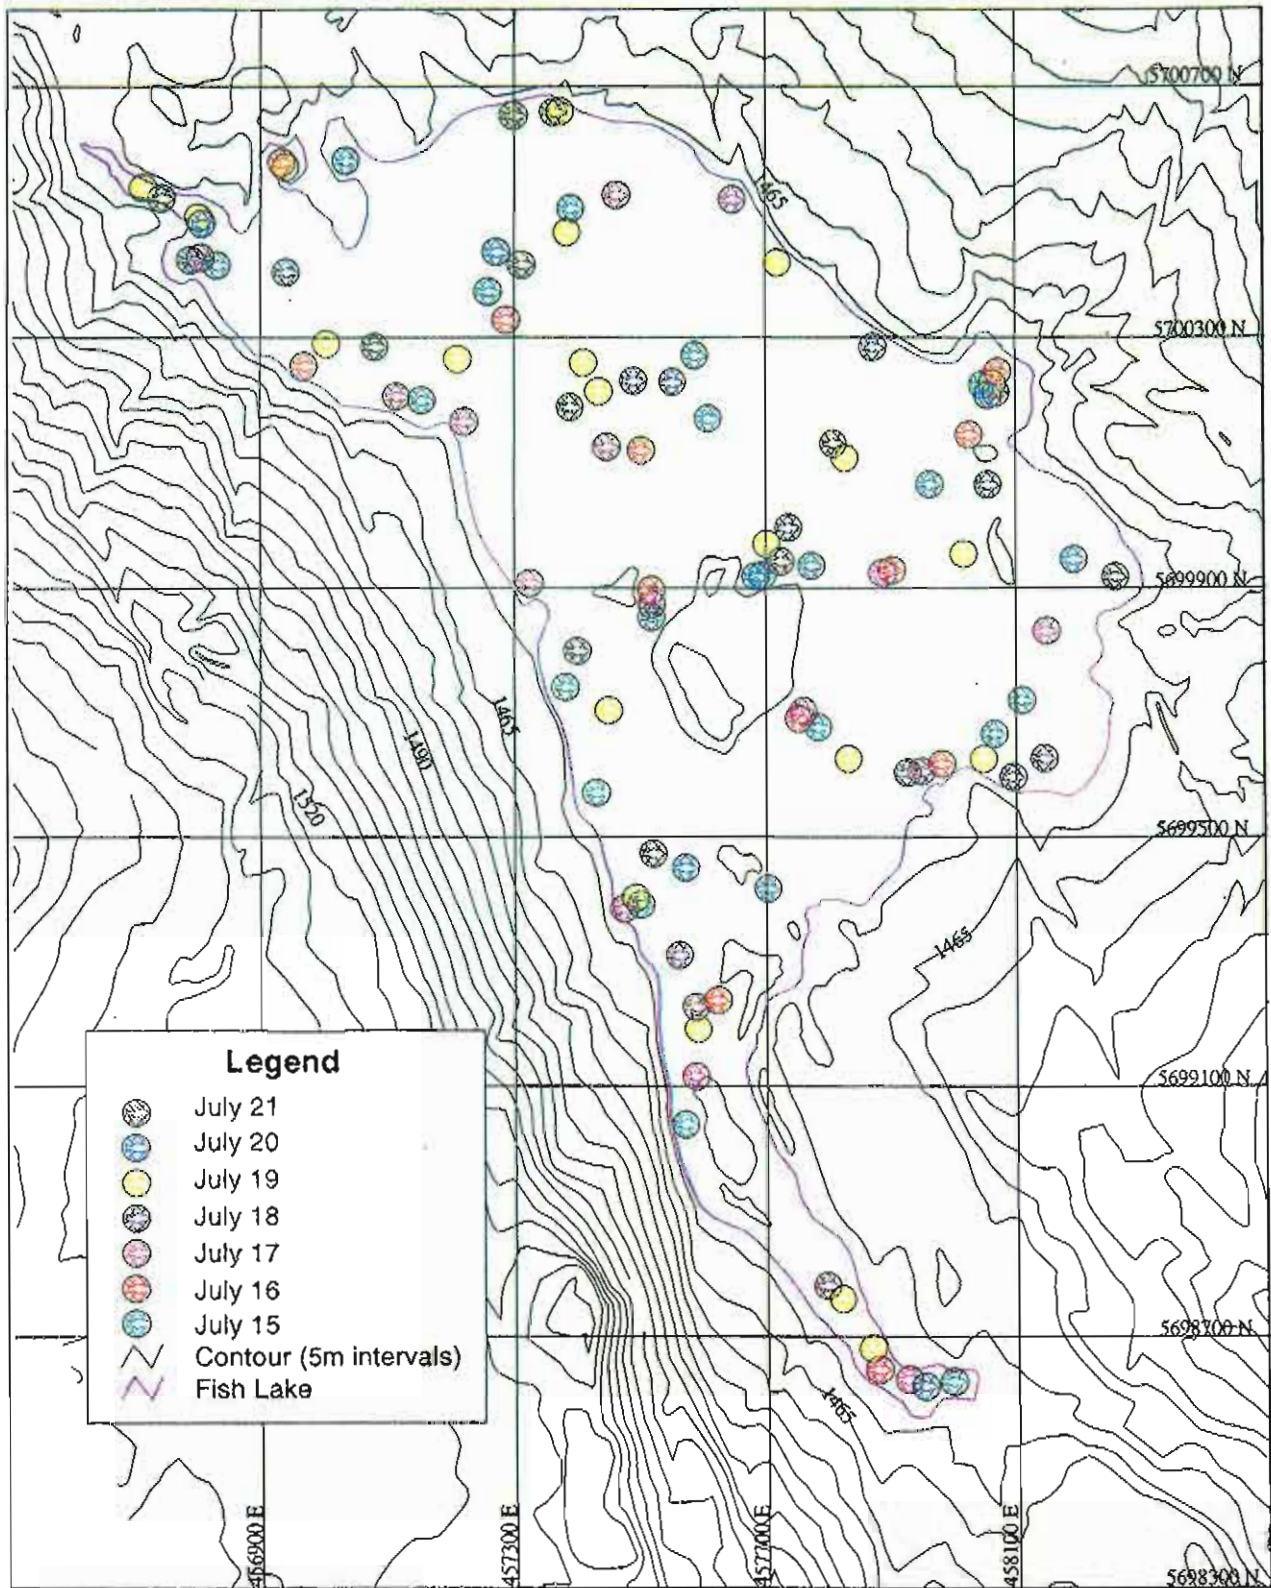 5700700 N
1465
5700300 N
5699900 N
1465
1490
1520
5699500 N
1465
Legend
July 21
July 20
July 19
July 18
July 17
July 16
July 15
Contour (5m intervals)
Fish Lake
5699100 N
5698700 N
1465
456900 E
457300 E
457700 E
458100 E
5698300 N